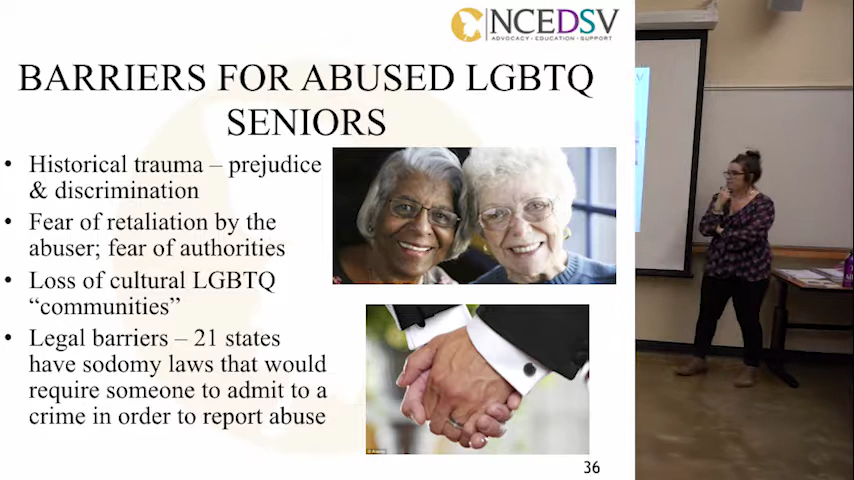 NCEDSV
ADVOCACY • EDUCATION • SUPPORT
BARRIERS FOR ABUSED LGBTQ
SENIORS
• Historical trauma – prejudice
& discrimination
• Fear of retaliation by the
abuser; fear of authorities
• Loss of cultural LGBTQ
“communities”
• Legal barriers – 21 states
have sodomy laws that would
require someone to admit to a
crime in order to report abuse
36